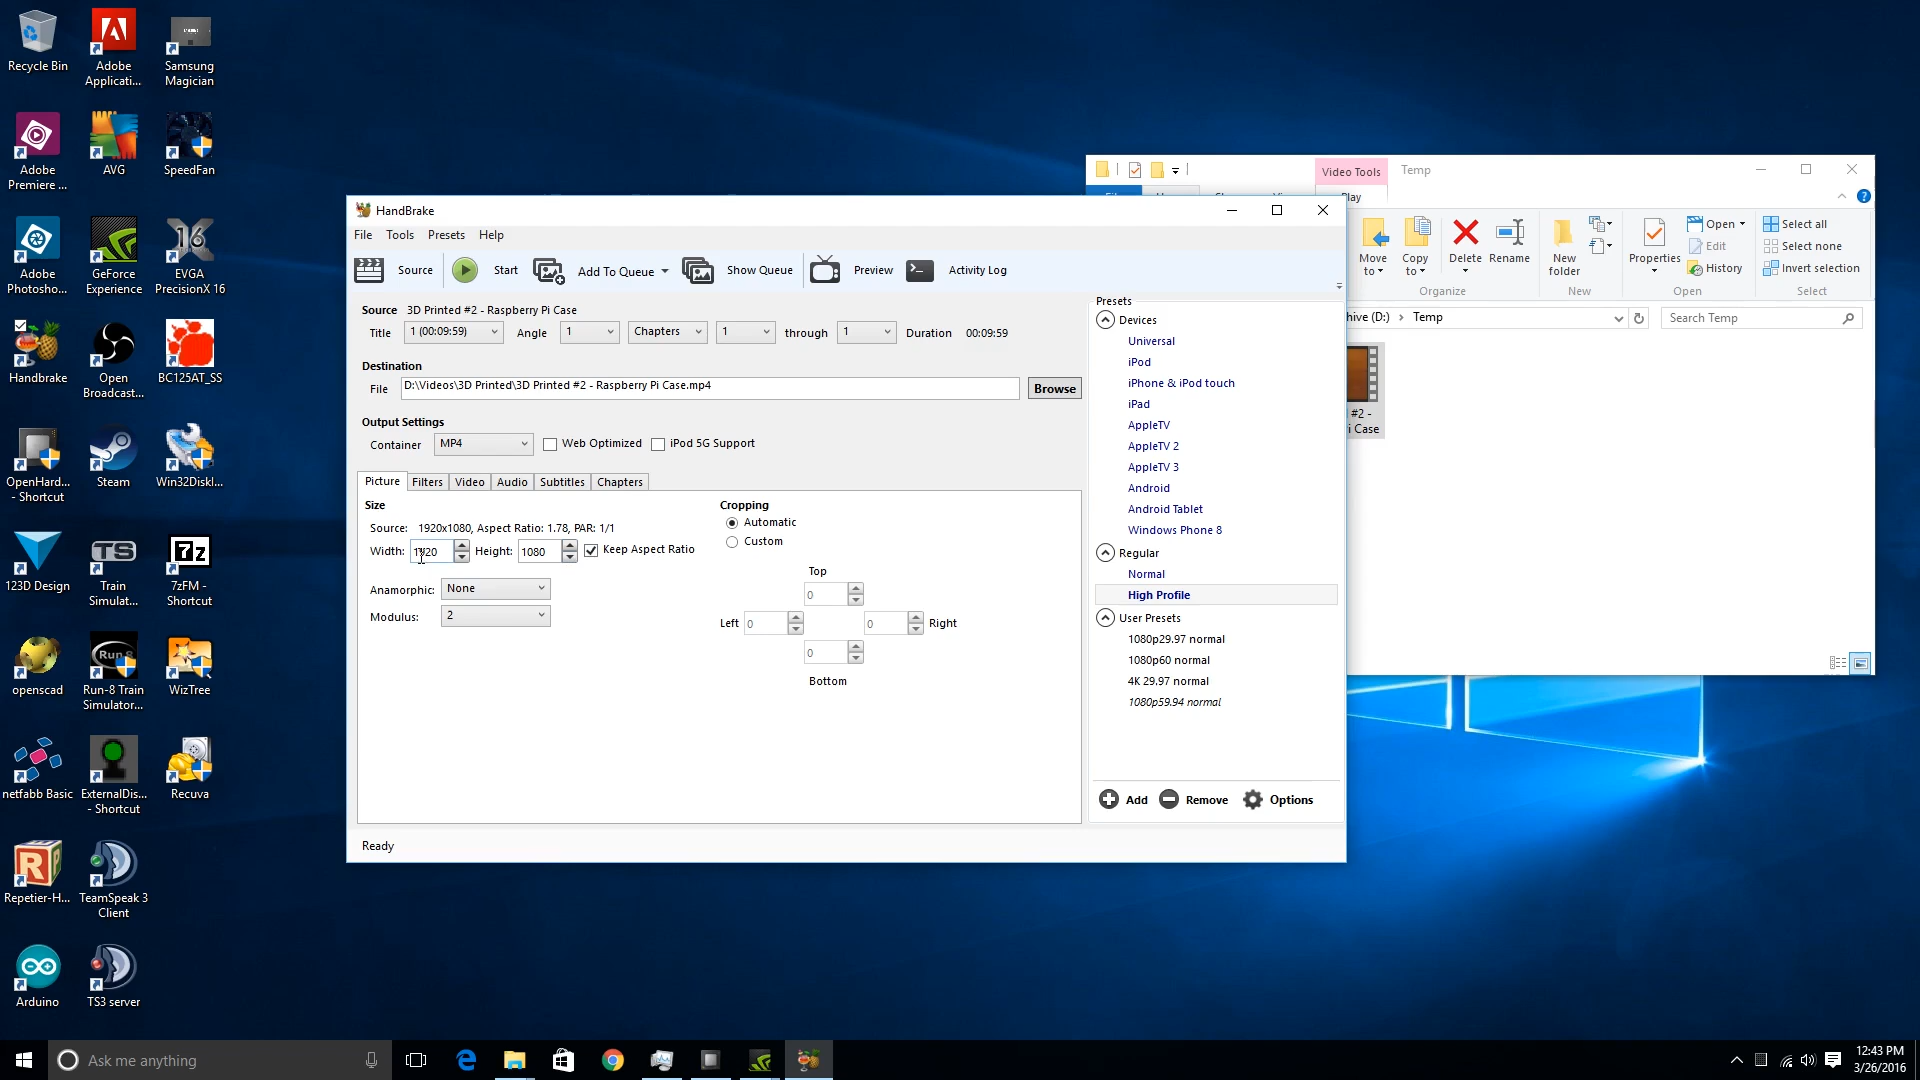 Recycle Bin
Adobe
Applicati...
Samsung
Magician
Adobe
Premiere ...
AVG
SpeedFan
Adobe
Photosho...
GeForce
Experience
EVGA
PrecisionX 16
Handbrake
Open
Broadcast...
BC125AT_SS
OpenHard...
- Shortcut
Steam
Win32DiskI...
123D Design
Train
Simulat...
7zFM -
Shortcut
openscad
Run-8 Train
Simulator...
WizTree
netfabb Basic
ExternalDis...
- Shortcut
Recuva
Repetier-H...
TeamSpeak 3
Client
Arduino
TS3 server
HandBrake
File Tools Presets Help
Source Start Add To Queue Show Queue Preview Activity Log
Source 3D Printed #2 - Raspberry Pi Case
Title 1 (00:09:59) Angle 1 Chapters 1 through 1 Duration 00:09:59
Destination
File D:\Videos\3D Printed\3D Printed #2 - Raspberry Pi Case.mp4 Browse
Output Settings
Container MP4 Web Optimized iPod 5G Support
Picture Filters Video Audio Subtitles Chapters
Size
Source: 1920x1080, Aspect Ratio: 1.78, PAR: 1/1
Width: 1920 Height: 1080 Keep Aspect Ratio
Anamorphic: None
Modulus: 2
Cropping
Automatic
Custom
Top
0
Left 0 0 Right
0
Bottom
Presets
Devices
Universal
iPod
iPhone & iPod touch
iPad
AppleTV
AppleTV 2
AppleTV 3
Android
Android Tablet
Windows Phone 8
Regular
Normal
High Profile
User Presets
1080p29.97 normal
1080p60 normal
4K 29.97 normal
1080p59.94 normal
Add Remove Options
Ready
Video Tools Temp
Play
Move
to
Copy
to
Delete
Rename
New
folder
Properties
Open
Edit
History
Select all
Select none
Invert selection
Organize New Open Select
hive (D:) > Temp
Search Temp
#2 -
i Case
Ask me anything
12:43 PM
3/26/2016